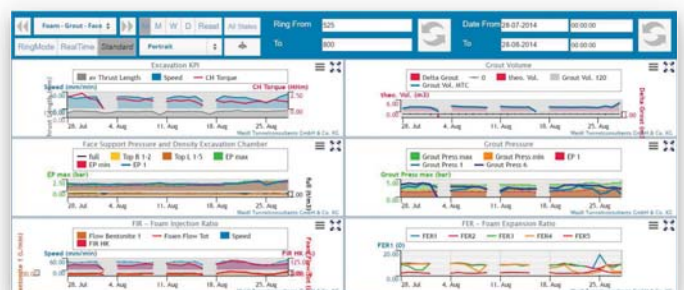 Foam - Grout - Face
M W D Reset All Status
Ring From 525
To 800
Date From 28-07-2014 00:00:00
To 28-08-2014 00:00:00
RingMode RealTime Standard Portrait
Excavation KPI
av Thrust Length Speed CH Torque
Speed (mm/min) CH Torque (MNm)
28. Jul 4. Aug 11. Aug 18. Aug 25. Aug
Grout Volume
Delta Grout 0 theo. Vol. Grout Vol. 120
Grout Vol. HTC
theo. Vol. (m3)
6.00
0.00
28. Jul 4. Aug 11. Aug 18. Aug 25. Aug
Face Support Pressure and Density Excavation Chamber
full Top R 1-2 Top L 1-5 EP max
EP min EP 1
EP max (bar)
28. Jul 4. Aug 11. Aug 18. Aug 25. Aug
Grout Pressure
Grout Press max Grout Press min EP 1
Grout Press 1 Grout Press 6
Grout Press max (bar)
28. Jul 4. Aug 11. Aug 18. Aug 25. Aug
FIR – Foam Injection Ratio
Flow Bentonite 1 Foam Flow Tot Speed
FIR HK
Speed (mm/min) FIR HK
28. Jul 4. Aug 11. Aug 18. Aug 25. Aug
FER – Foam Expansion Ratio
FER1 FER2 FER3 FER4 FER5
FER1 (0)
20.00
0.00
28. Jul 4. Aug 11. Aug 18. Aug 25. Aug